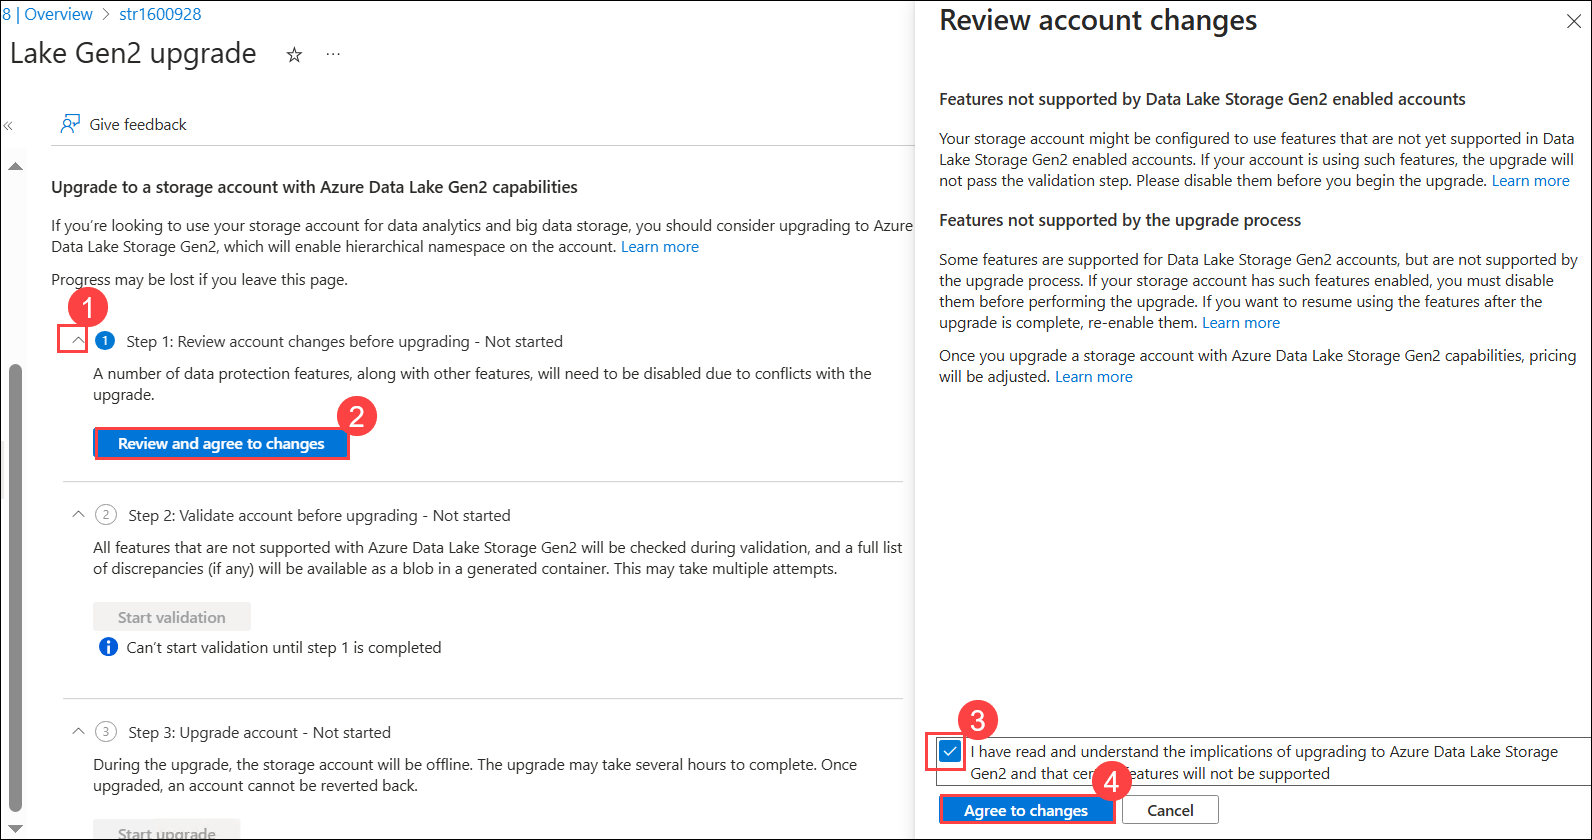 8 | Overview > str1600928
Lake Gen2 upgrade
Give feedback
Upgrade to a storage account with Azure Data Lake Gen2 capabilities
If you're looking to use your storage account for data analytics and big data storage, you should consider upgrading to Azure
Data Lake Storage Gen2, which will enable hierarchical namespace on the account. Learn more
Progress may be lost if you leave this page.
1
1 Step 1: Review account changes before upgrading - Not started
A number of data protection features, along with other features, will need to be disabled due to conflicts with the
upgrade.
2
Review and agree to changes
2 Step 2: Validate account before upgrading - Not started
All features that are not supported with Azure Data Lake Storage Gen2 will be checked during validation, and a full list
of discrepancies (if any) will be available as a blob in a generated container. This may take multiple attempts.
Start validation
Can't start validation until step 1 is completed
3 Step 3: Upgrade account - Not started
During the upgrade, the storage account will be offline. The upgrade may take several hours to complete. Once
upgraded, an account cannot be reverted back.
Start upgrade
Review account changes
Features not supported by Data Lake Storage Gen2 enabled accounts
Your storage account might be configured to use features that are not yet supported in Data
Lake Storage Gen2 enabled accounts. If your account is using such features, the upgrade will
not pass the validation step. Please disable them before you begin the upgrade. Learn more
Features not supported by the upgrade process
Some features are supported for Data Lake Storage Gen2 accounts, but are not supported by
the upgrade process. If your storage account has such features enabled, you must disable
them before performing the upgrade. If you want to resume using the features after the
upgrade is complete, re-enable them. Learn more
Once you upgrade a storage account with Azure Data Lake Storage Gen2 capabilities, pricing
will be adjusted. Learn more
3
I have read and understand the implications of upgrading to Azure Data Lake Storage
Gen2 and that features will not be supported
4
Agree to changes
Cancel